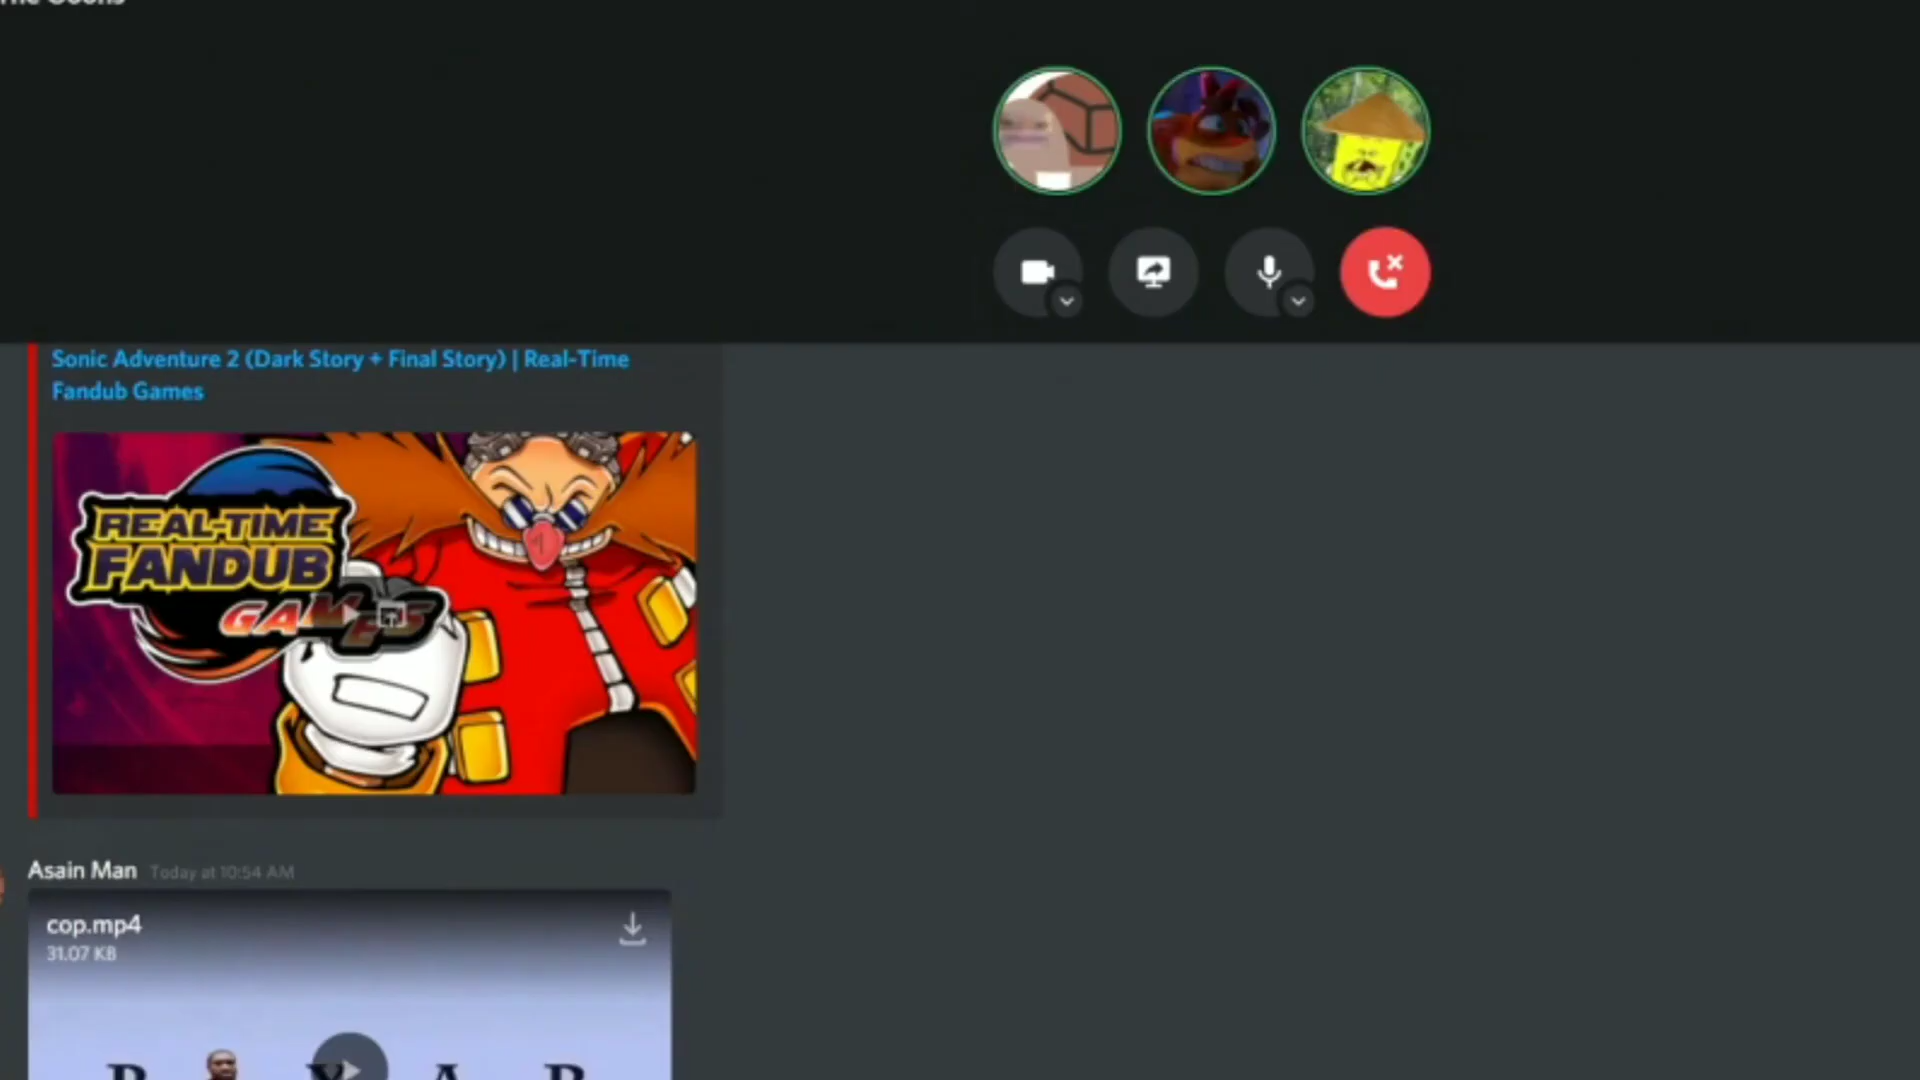 Sonic Adventure 2 (Dark Story + Final Story) | Real-Time
Fandub Games
REAL-TIME
FANDUB
GAMES
Asain Man Today at 10:54 AM
cop.mp4
31.07 KB